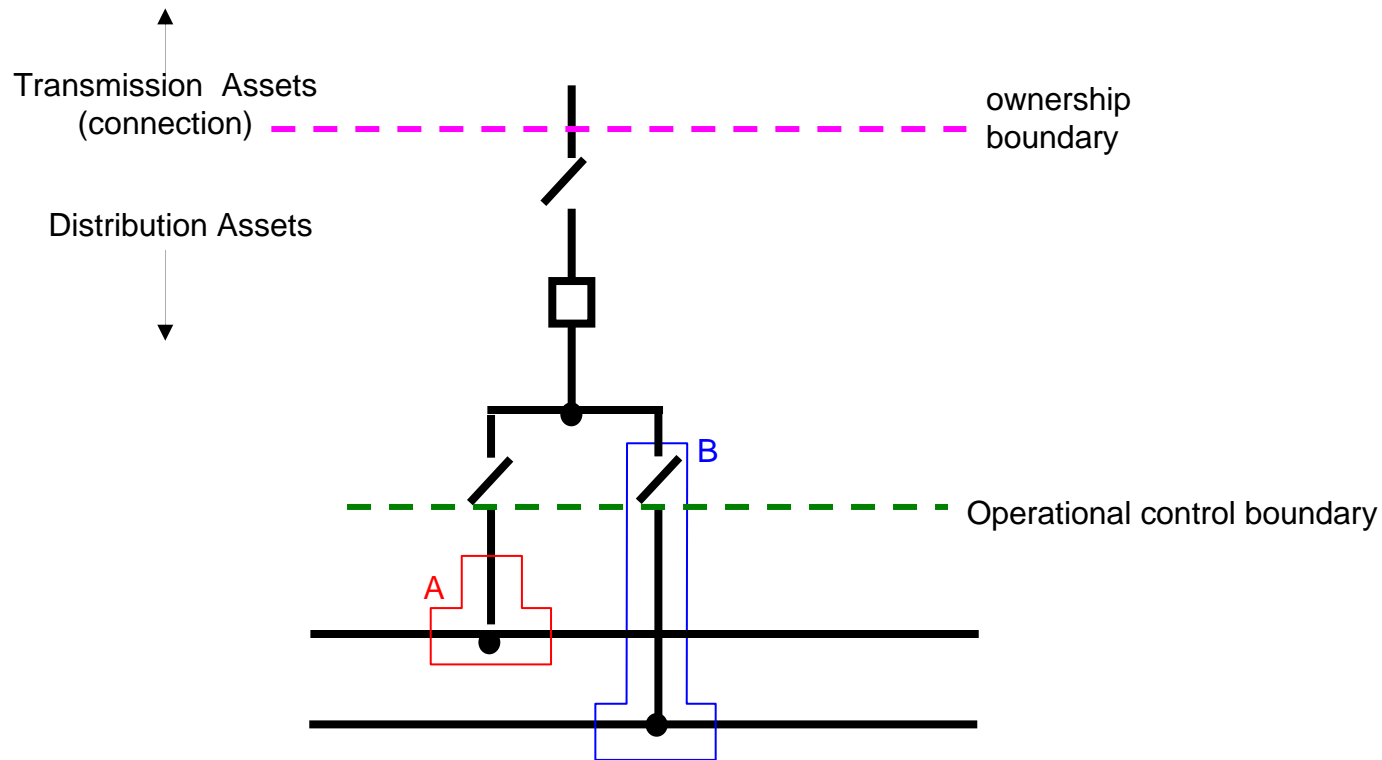 Transmission Assets
(connection)
ownership
boundary
Distribution Assets
B
Operational control boundary
A